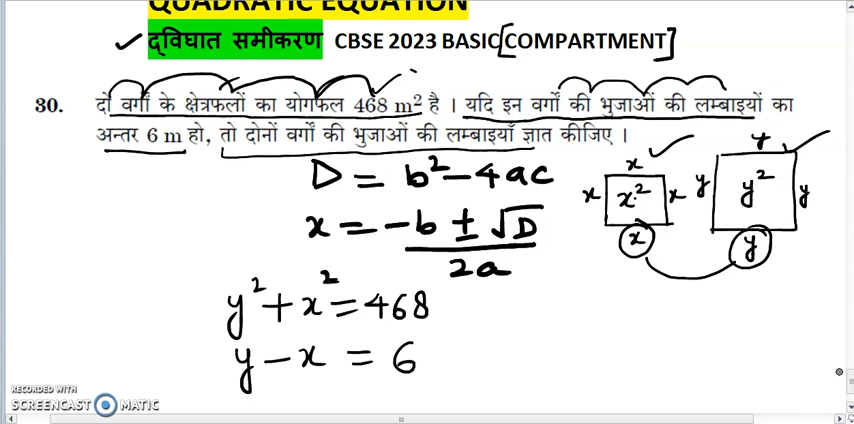 QUADRATIC EQUATION
द्विघात समीकरण CBSE 2023 BASIC[COMPARTMENT]
30. दो वर्गों के क्षेत्रफलों का योगफल 468 m² है । यदि इन वर्गों की भुजाओं की लम्बाइयों का
अन्तर 6 m हो, तो दोनों वर्गों की भुजाओं की लम्बाइयाँ ज्ञात कीजिए ।
D = b² - 4ac
x = -b ± √D
2a
x
x x² x
x
y
y y² y
y
y² + x² = 468
y - x = 6
RECORDED WITH
SCREENCAST MATIC